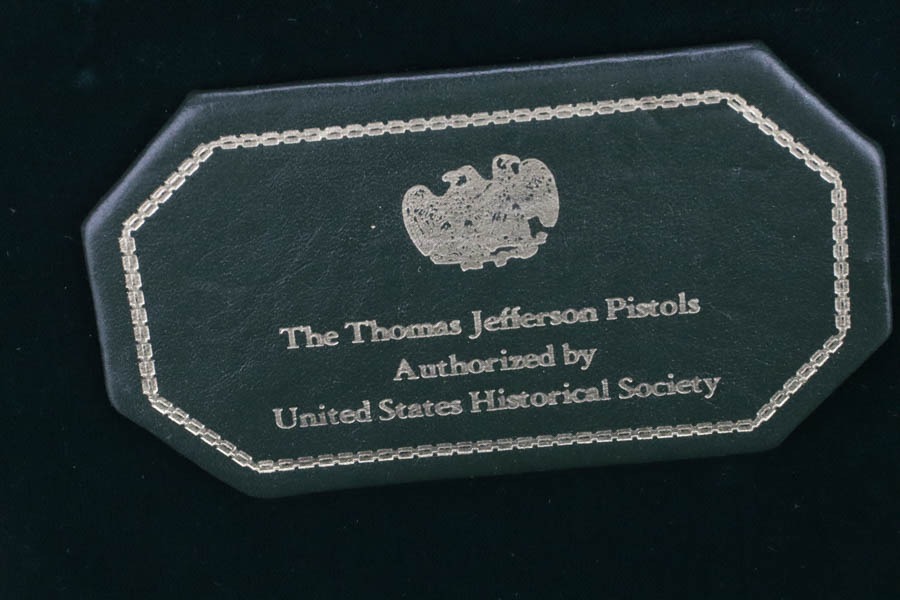 The Thomas Jefferson Pistols
Authorized by
United States Historical Society